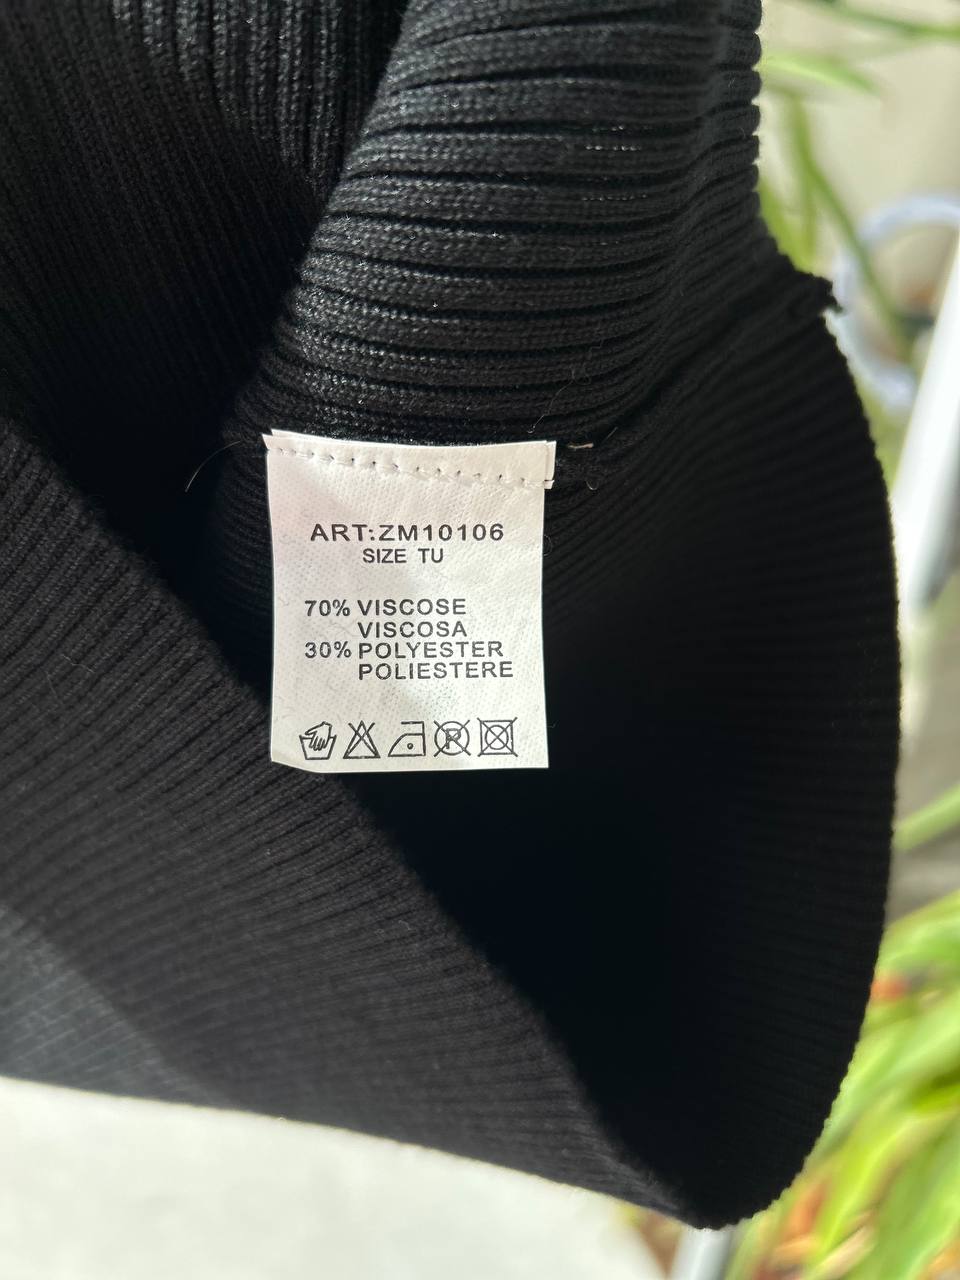 ART:ZM10106
SIZE TU
70% VISCOSE
VISCOSA
30% POLYESTER
POLIESTERE
P